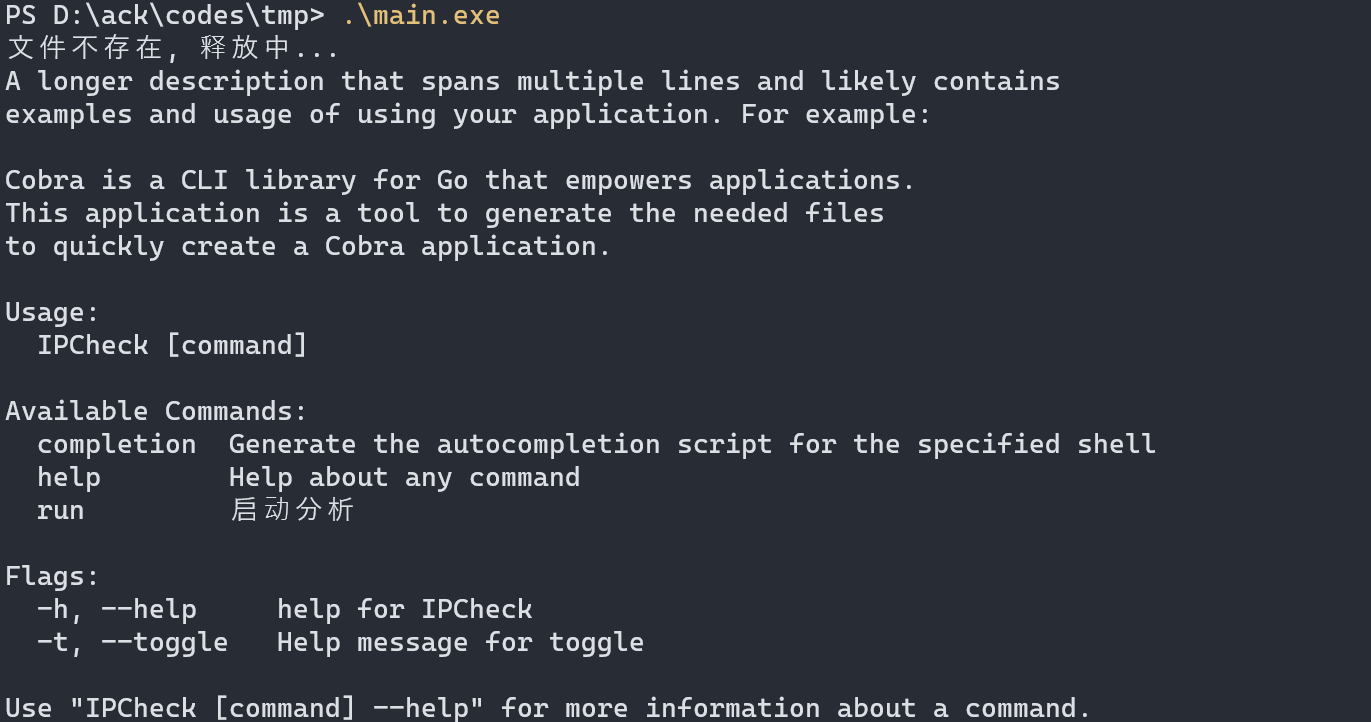 PS D:\ack\codes\tmp> .\main.exe
文件不存在, 释放中...
A longer description that spans multiple lines and likely contains
examples and usage of using your application. For example:

Cobra is a CLI library for Go that empowers applications.
This application is a tool to generate the needed files
to quickly create a Cobra application.

Usage:
  IPCheck [command]

Available Commands:
  completion  Generate the autocompletion script for the specified shell
  help        Help about any command
  run         启动分析

Flags:
  -h, --help     help for IPCheck
  -t, --toggle   Help message for toggle

Use "IPCheck [command] --help" for more information about a command.